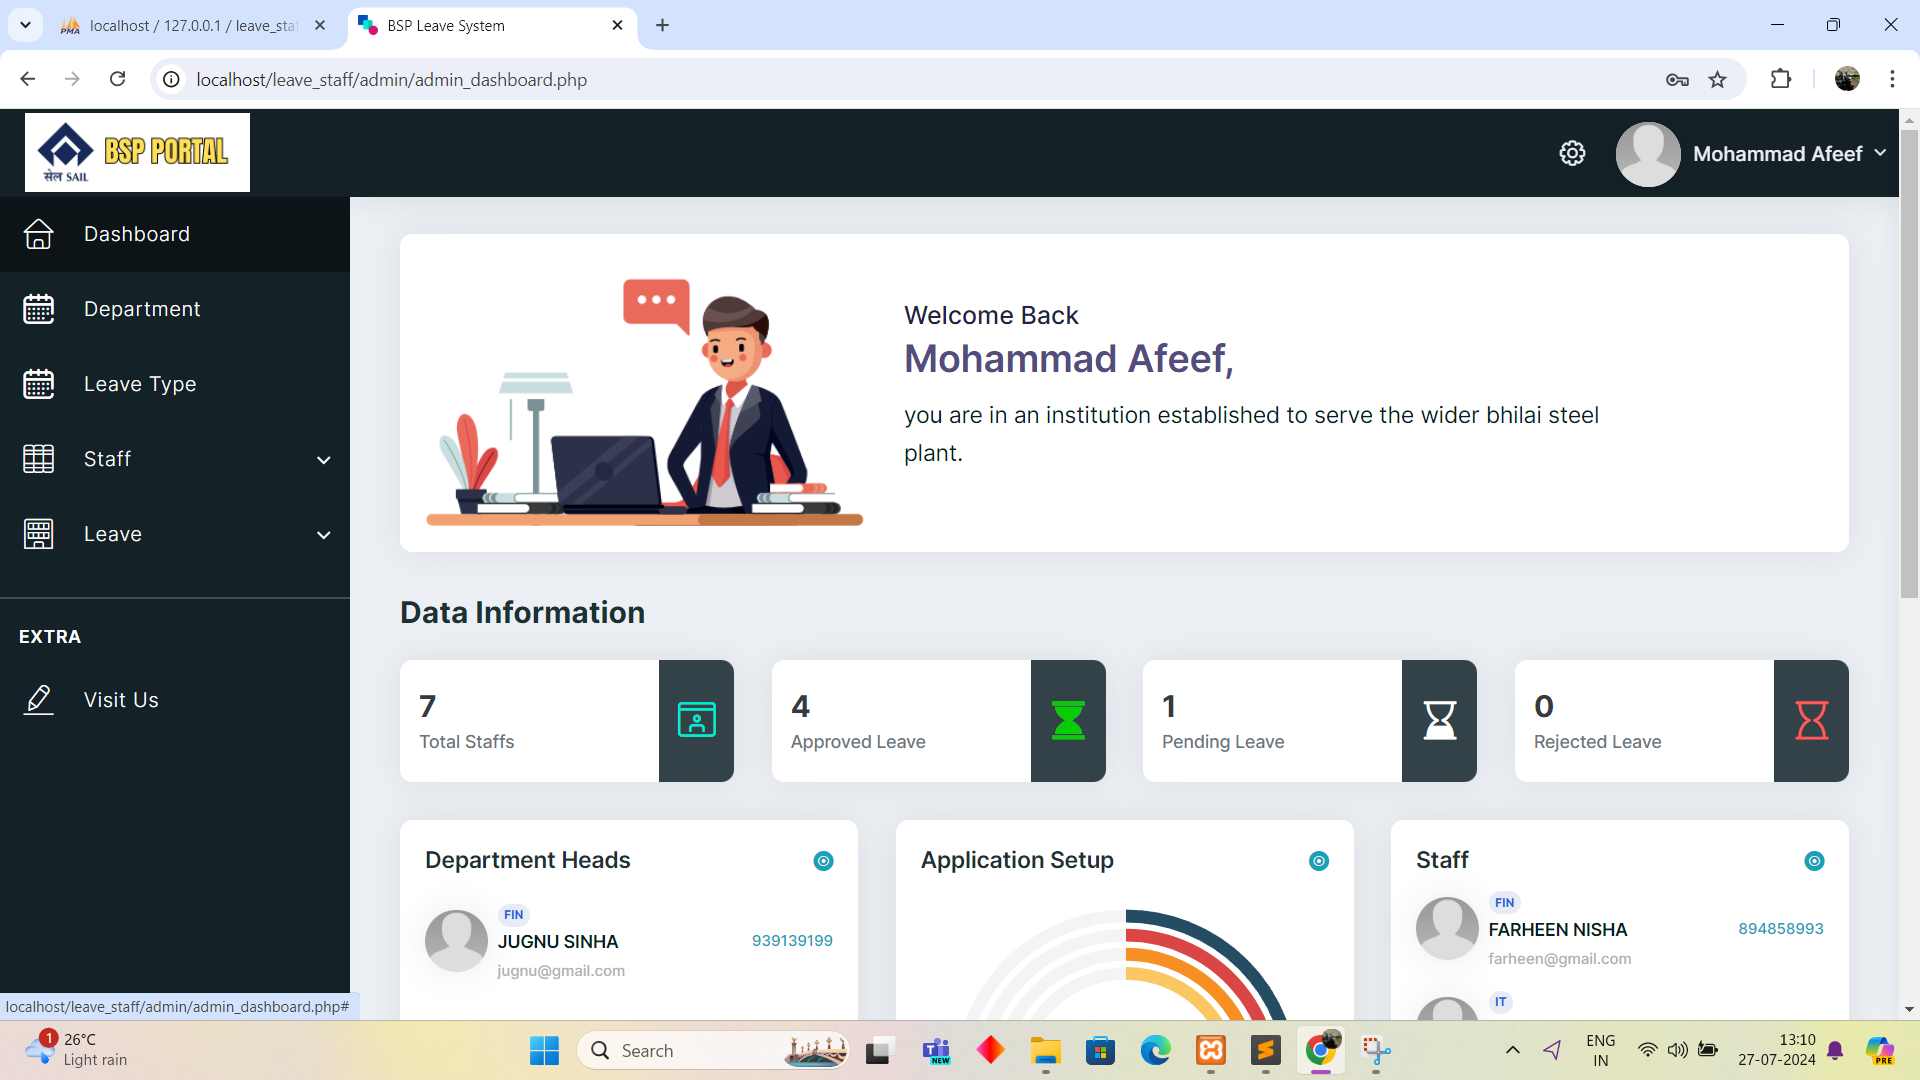 localhost / 127.0.0.1 / leave_sta
BSP Leave System
localhost/leave_staff/admin/admin_dashboard.php
सेल SAIL
BSP PORTAL
Mohammad Afeef
Dashboard
Department
Leave Type
Staff
Leave
EXTRA
Visit Us
Welcome Back
Mohammad Afeef,
you are in an institution established to serve the wider bhilai steel
plant.
Data Information
7
Total Staffs
4
Approved Leave
1
Pending Leave
0
Rejected Leave
Department Heads
FIN
JUGNU SINHA
939139199
jugnu@gmail.com
Application Setup
Staff
FIN
FARHEEN NISHA
894858993
farheen@gmail.com
IT
localhost/leave_staff/admin/admin_dashboard.php#
1
26°C
Light rain
Search
NEW
ENG
IN
13:10
27-07-2024
PRE